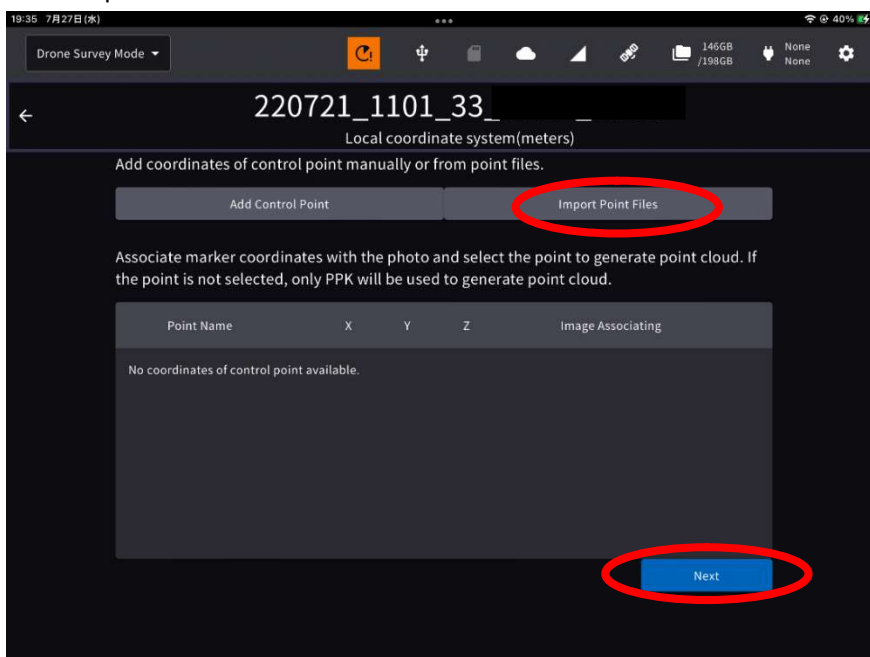 19:35 7月27日(水)
40%
Drone Survey Mode
146GB
/198GB
None
None
220721_1101_33_ _
Local coordinate system(meters)
Add coordinates of control point manually or from point files.
Add Control Point
Import Point Files
Associate marker coordinates with the photo and select the point to generate point cloud. If
the point is not selected, only PPK will be used to generate point cloud.
Point Name X Y Z Image Associating
No coordinates of control point available.
Next